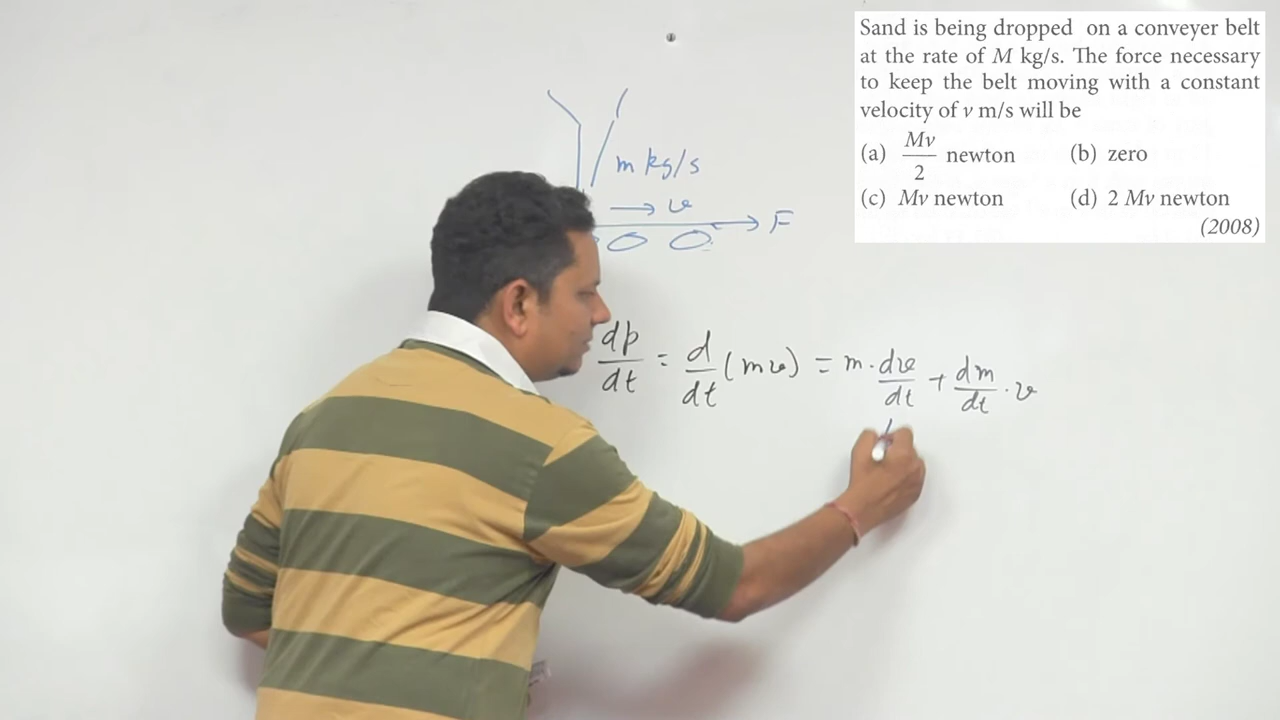 Sand is being dropped on a conveyer belt
at the rate of M kg/s. The force necessary
to keep the belt moving with a constant
velocity of v m/s will be
(a) Mv/2 newton (b) zero
(c) Mv newton (d) 2 Mv newton
(2008)
m kg/s
→ v
F
dp/dt = d/dt (mv) = m. dv/dt + dm/dt . v